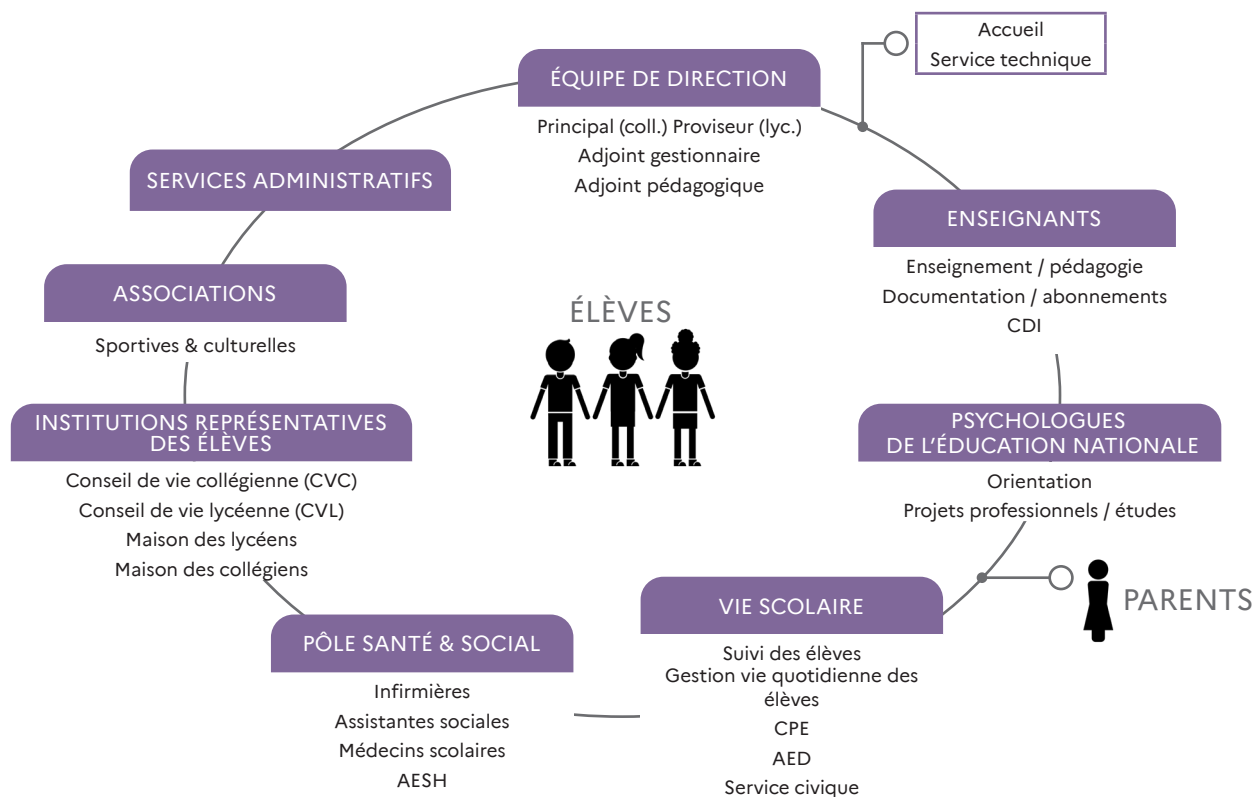 Accueil
Service technique
ÉQUIPE DE DIRECTION
Principal (coll.) Proviseur (lyc.)
Adjoint gestionnaire
Adjoint pédagogique
SERVICES ADMINISTRATIFS
ENSEIGNANTS
Enseignement / pédagogie
Documentation / abonnements
CDI
ASSOCIATIONS
Sportives & culturelles
ÉLÈVES
INSTITUTIONS REPRÉSENTATIVES
DES ÉLÈVES
Conseil de vie collégienne (CVC)
Conseil de vie lycéenne (CVL)
Maison des lycéens
Maison des collégiens
PSYCHOLOGUES
DE L’ÉDUCATION NATIONALE
Orientation
Projets professionnels / études
PARENTS
VIE SCOLAIRE
Suivi des élèves
Gestion vie quotidienne des
élèves
CPE
AED
Service civique
PÔLE SANTÉ & SOCIAL
Infirmières
Assistantes sociales
Médecins scolaires
AESH